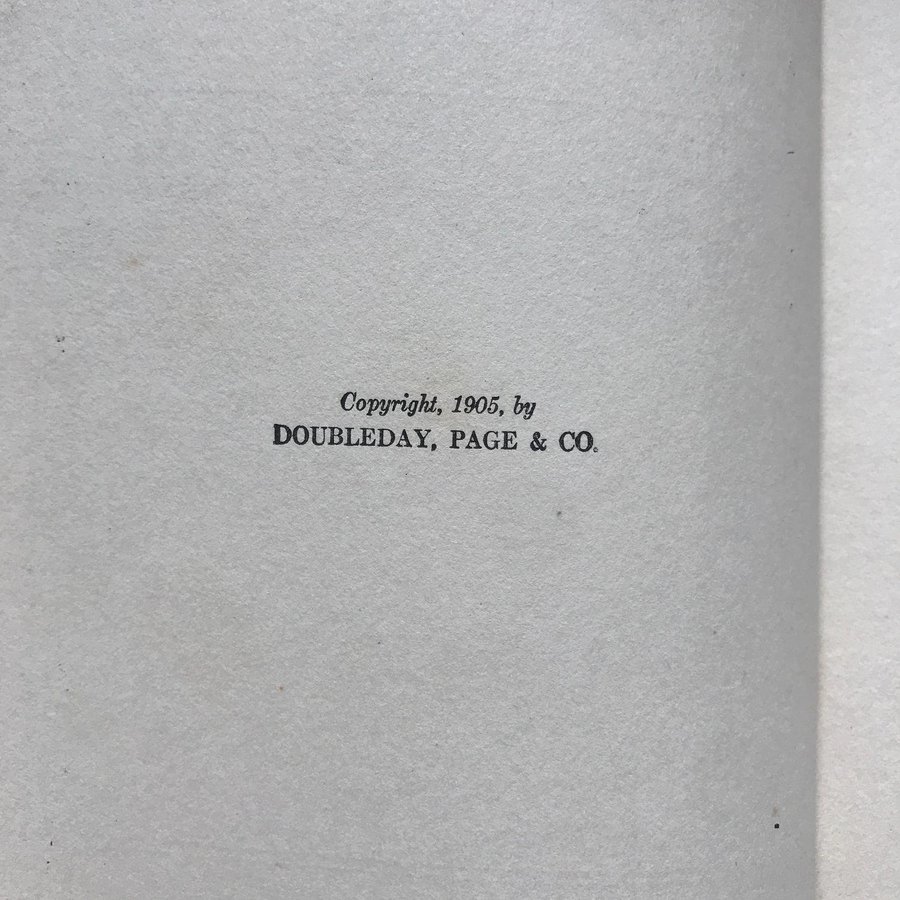 Copyright, 1905, by
DOUBLEDAY, PAGE & CO.